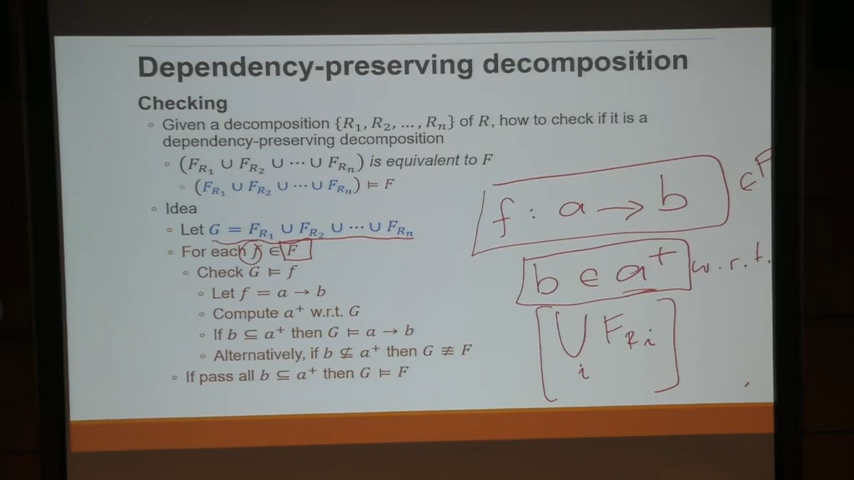 Dependency-preserving decomposition
Checking
◦ Given a decomposition {R₁, R₂, ..., Rₙ} of R, how to check if it is a
dependency-preserving decomposition
◦ (F_R₁ ∪ F_R₂ ∪ ⋯ ∪ F_Rₙ) is equivalent to F
◦ (F_R₁ ∪ F_R₂ ∪ ⋯ ∪ F_Rₙ) ⊨ F
◦ Idea
◦ Let G = F_R₁ ∪ F_R₂ ∪ ⋯ ∪ F_Rₙ
◦ For each f ∈ F
◦ Check G ⊨ f
◦ Let f = a → b
◦ Compute a⁺ w.r.t. G
◦ If b ⊆ a⁺ then G ⊨ a → b
◦ Alternatively, if b ⊈ a⁺ then G ≢ F
◦ If pass all b ⊆ a⁺ then G ⊨ F
f : a → b ∈ F
b ∈ a⁺ w.r.t.
[⋃ F_Ri]
i